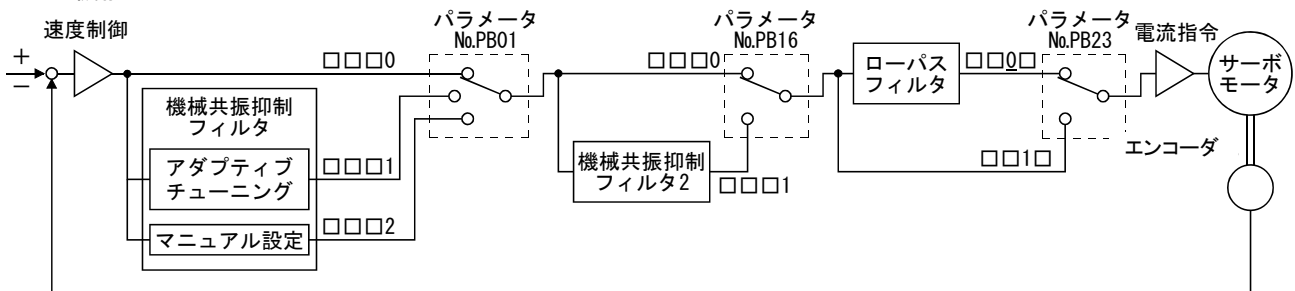 速度制御
+
−
機械共振抑制
フィルタ
アダプティブ
チューニング
マニュアル設定
□□□0
□□□1
□□□2
パラメータ
No.PB01
□□□0
機械共振抑制
フィルタ2
□□□1
パラメータ
No.PB16
ローパス
フィルタ
□□0□
□□1□
パラメータ
No.PB23
電流指令
サーボ
モータ
エンコーダ